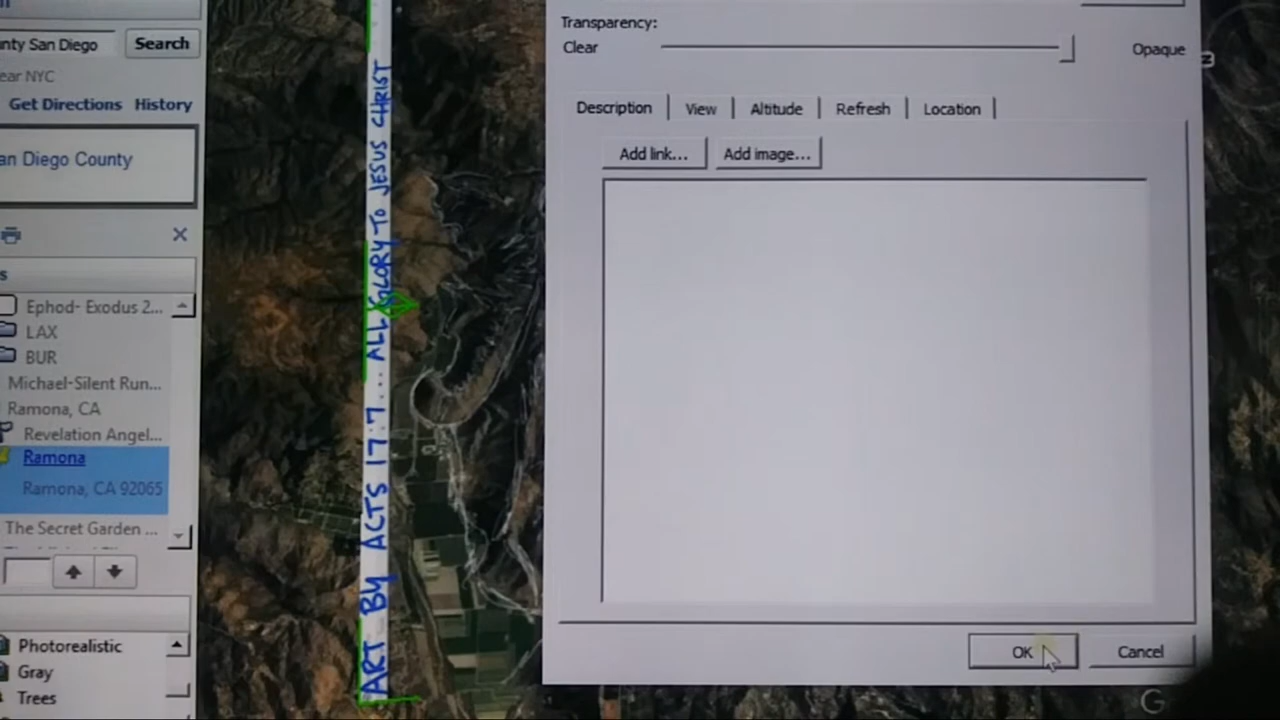 nty San Diego
Search
ear NYC
Get Directions
History
an Diego County
s
Ephod- Exodus 2...
LAX
BUR
Michael-Silent Run...
Ramona, CA
Revelation Angel...
Ramona
Ramona, CA 92065
The Secret Garden ...
Photorealistic
Gray
Trees
ART BY ACTS 17:7... ALL GLORY TO JESUS CHRIST
Transparency:
Clear
Opaque
Description
View
Altitude
Refresh
Location
Add link...
Add image...
OK
Cancel
N
G